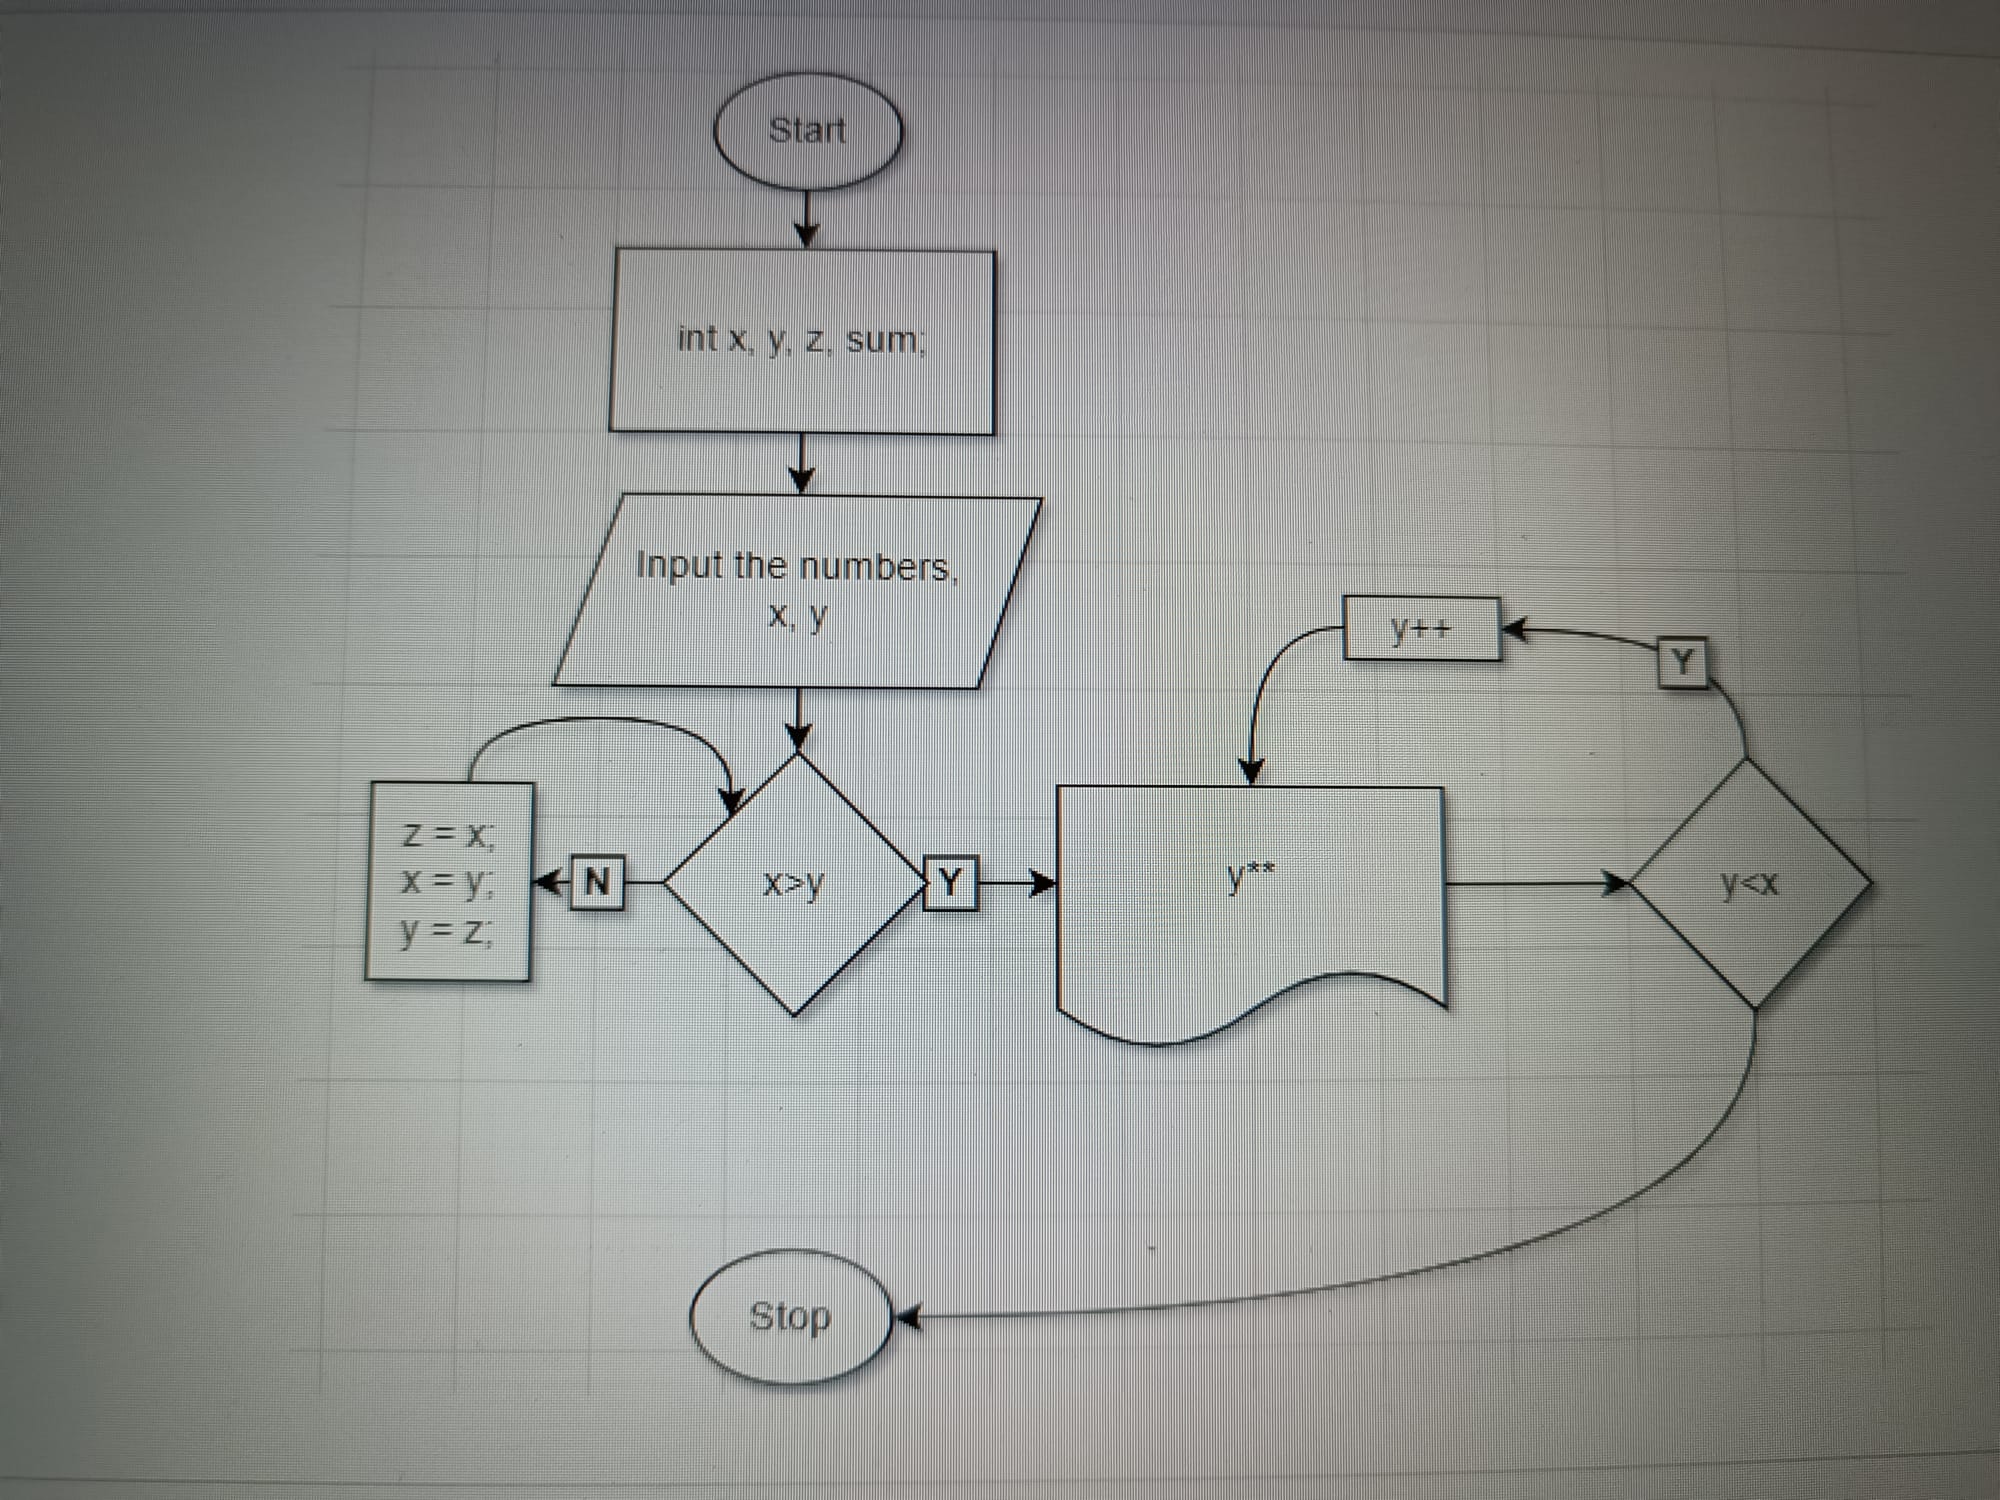 Start
int x, y, z, sum;
Input the numbers,
x, y
y++
Y
z = x;
x = y;
y = z;
N
x>y
Y
y**
y<x
Stop